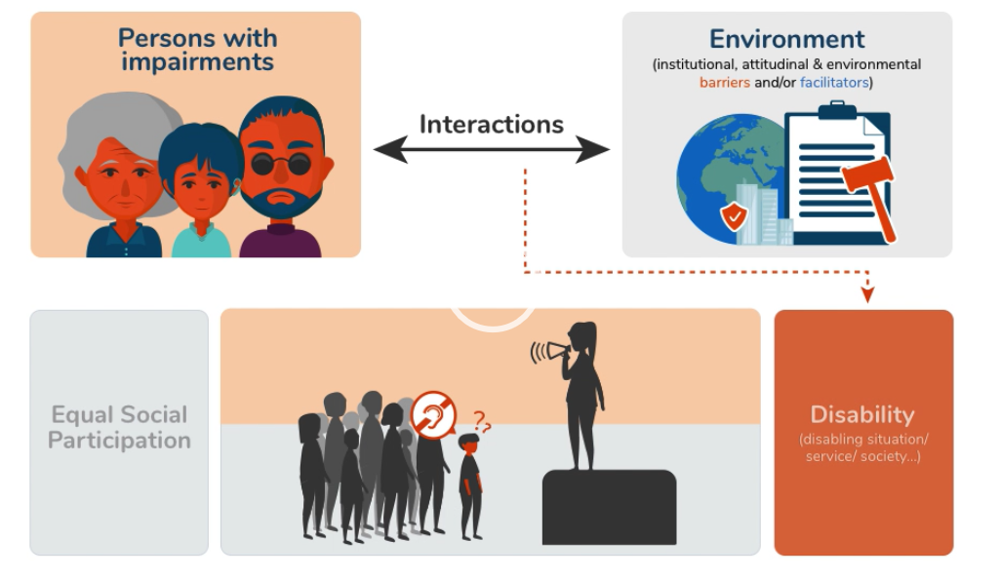 Persons with
impairments
Environment
(institutional, attitudinal & environmental
barriers and/or facilitators)
Interactions
Equal Social
Participation
??
Disability
(disabling situation/
service/ society...)